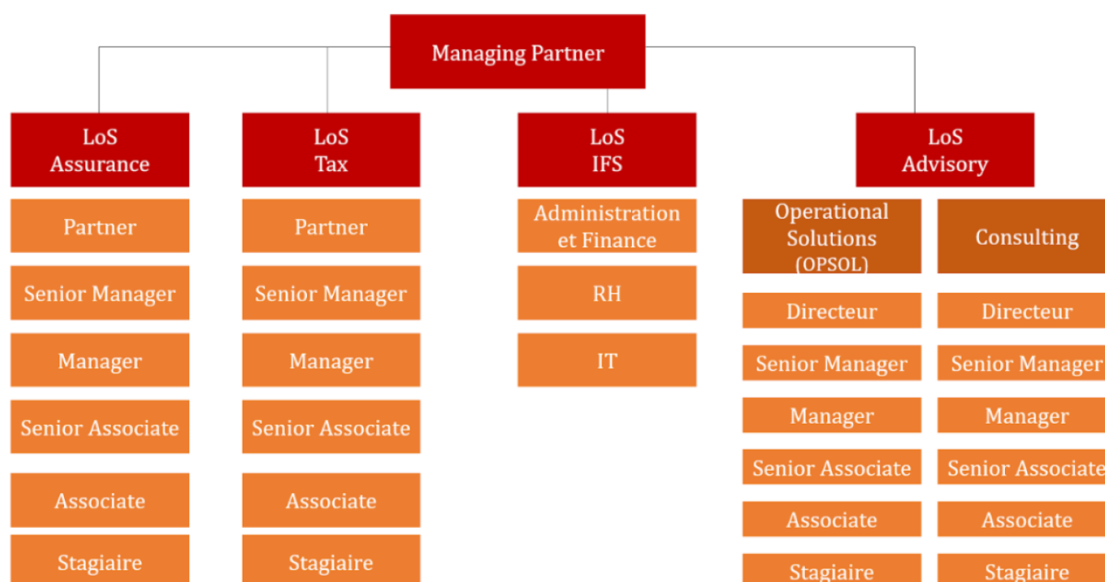 Managing Partner
LoS
Assurance
Partner
Senior Manager
Manager
Senior Associate
Associate
Stagiaire
LoS
Tax
Partner
Senior Manager
Manager
Senior Associate
Associate
Stagiaire
LoS
IFS
Administration
et Finance
RH
IT
LoS
Advisory
Operational
Solutions
(OPSOL)
Directeur
Senior Manager
Manager
Senior Associate
Associate
Stagiaire
Consulting
Directeur
Senior Manager
Manager
Senior Associate
Associate
Stagiaire